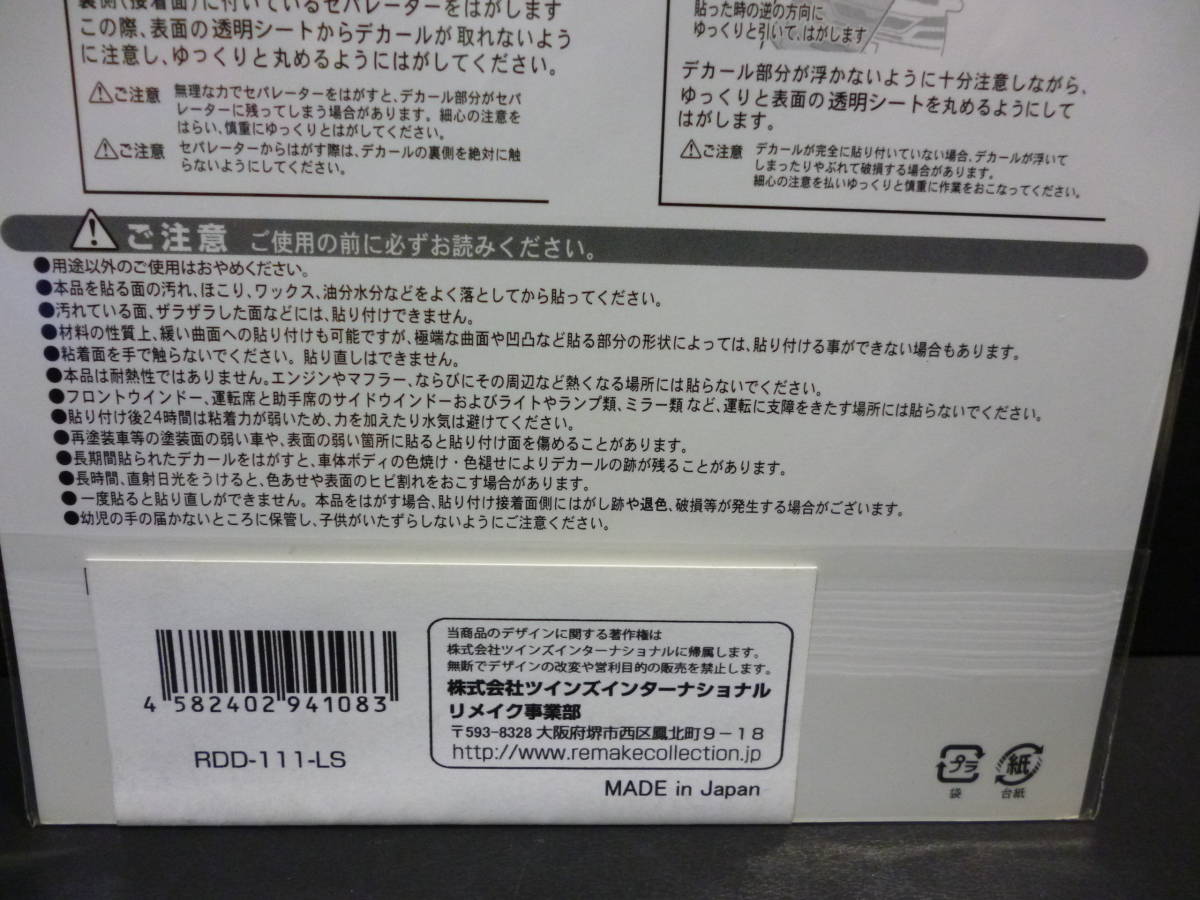 裏側(接着面)に付いているセパレーターをはがします
この際、表面の透明シートからデカールが取れないよう
に注意し、ゆっくりと丸めるようにはがしてください。
⚠ご注意 無理な力でセパレーターをはがすと、デカール部分がセパ
レーターに残ってしまう場合があります。細心の注意を
はらい、慎重にゆっくりとはがしてください。
⚠ご注意 セパレーターからはがす際は、デカールの裏側を絶対に触
らないようにしてください。
貼った時の逆の方向に
ゆっくりと引いて、はがします
デカール部分が浮かないように十分注意しながら、
ゆっくりと表面の透明シートを丸めるようにして
はがします。
⚠ご注意 デカールが完全に貼り付いていない場合、デカールが浮いて
しまったりやぶれて破損する場合があります。
細心の注意を払いゆっくりと慎重に作業をおこなってください。
⚠ご注意 ご使用の前に必ずお読みください。
●用途以外のご使用はおやめください。
●本品を貼る面の汚れ、ほこり、ワックス、油分水分などをよく落としてから貼ってください。
●汚れている面、ザラザラした面などには、貼り付けできません。
●材料の性質上、緩い曲面への貼り付けも可能ですが、極端な曲面や凹凸など貼る部分の形状によっては、貼り付ける事ができない場合もあります。
●粘着面を手で触らないでください。貼り直しはできません。
●本品は耐熱性ではありません。エンジンやマフラー、ならびにその周辺など熱くなる場所には貼らないでください。
●フロントウインドー、運転席と助手席のサイドウインドーおよびライトやランプ類、ミラー類など、運転に支障をきたす場所には貼らないでください。
●貼り付け後24時間は粘着力が弱いため、力を加えたり水気は避けてください。
●再塗装車等の塗装面の弱い車や、表面の弱い箇所に貼ると貼り付け面を傷めることがあります。
●長期間貼られたデカールをはがすと、車体ボディの色焼け・色褪せによりデカールの跡が残ることがあります。
●長時間、直射日光をうけると、色あせや表面のヒビ割れをおこす場合があります。
●一度貼ると貼り直しができません。本品をはがす場合、貼り付け接着面側にはがし跡や退色、破損等が発生する場合がございます。
●幼児の手の届かないところに保管し、子供がいたずらしないようにご注意ください。
4 582402 941083
RDD-111-LS
当商品のデザインに関する著作権は
株式会社ツインズインターナショナルに帰属します。
無断でデザインの改変や営利目的の販売を禁止します。
株式会社ツインズインターナショナル
リメイク事業部
〒593-8328 大阪府堺市西区鳳北町9-18
http://www.remakecollection.jp
MADE in Japan
プラ 紙
袋 台紙